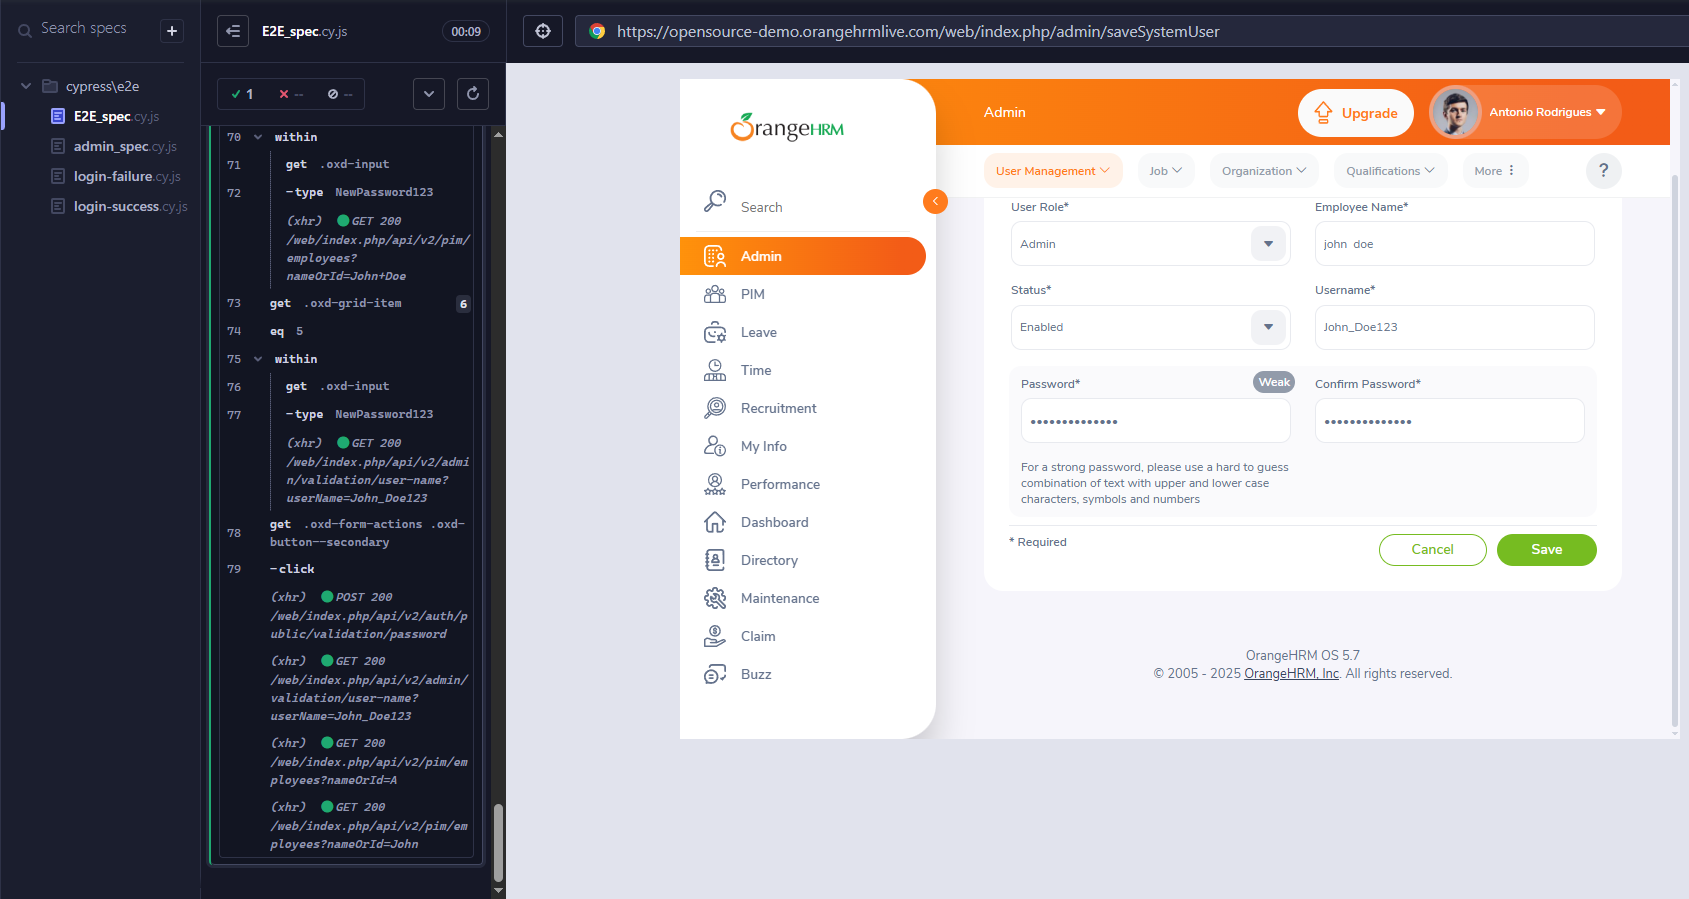 Search specs
+
cypress\e2e
E2E_spec.cy.js
admin_spec.cy.js
login-failure.cy.js
login-success.cy.js
E2E_spec.cy.js
00:09
1
--
--
70 within
71 get .oxd-input
72 -type NewPassword123
(xhr) GET 200
/web/index.php/api/v2/pim/
employees?
nameOrId=John+Doe
73 get .oxd-grid-item 6
74 eq 5
75 within
76 get .oxd-input
77 -type NewPassword123
(xhr) GET 200
/web/index.php/api/v2/admi
n/validation/user-name?
userName=John_Doe123
78 get .oxd-form-actions .oxd-
button--secondary
79 -click
(xhr) POST 200
/web/index.php/api/v2/auth/p
ublic/validation/password
(xhr) GET 200
/web/index.php/api/v2/admin/
validation/user-name?
userName=John_Doe123
(xhr) GET 200
/web/index.php/api/v2/pim/em
ployees?nameOrId=A
(xhr) GET 200
/web/index.php/api/v2/pim/em
ployees?nameOrId=John
https://opensource-demo.orangehrmlive.com/web/index.php/admin/saveSystemUser
OrangeHRM
Search
Admin
PIM
Leave
Time
Recruitment
My Info
Performance
Dashboard
Directory
Maintenance
Claim
Buzz
Admin
Upgrade
Antonio Rodrigues
User Management
Job
Organization
Qualifications
More
?
User Role*
Employee Name*
Admin
john doe
Status*
Username*
Enabled
John_Doe123
Password*
Weak
Confirm Password*
••••••••••••••
••••••••••••••
For a strong password, please use a hard to guess
combination of text with upper and lower case
characters, symbols and numbers
* Required
Cancel
Save
OrangeHRM OS 5.7
© 2005 - 2025 OrangeHRM, Inc. All rights reserved.